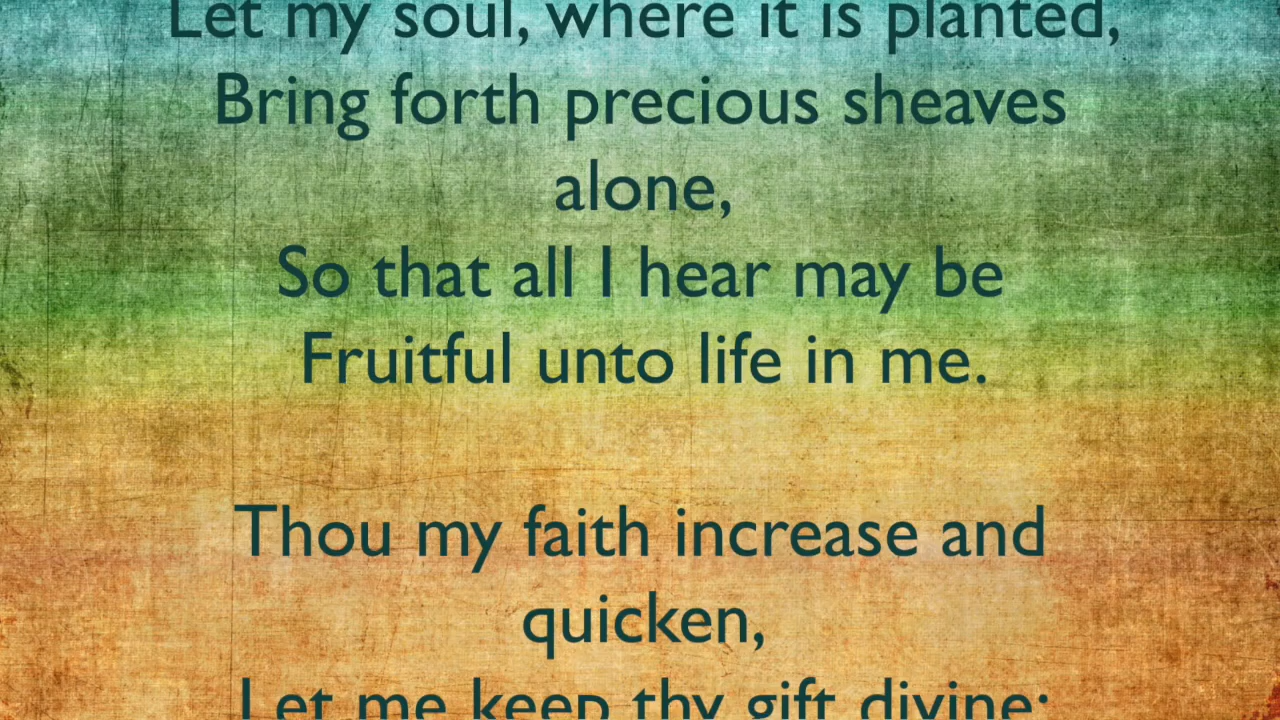 Let my soul, where it is planted,
Bring forth precious sheaves
alone,
So that all I hear may be
Fruitful unto life in me.
Thou my faith increase and
quicken,
Let me keep thy gift divine;